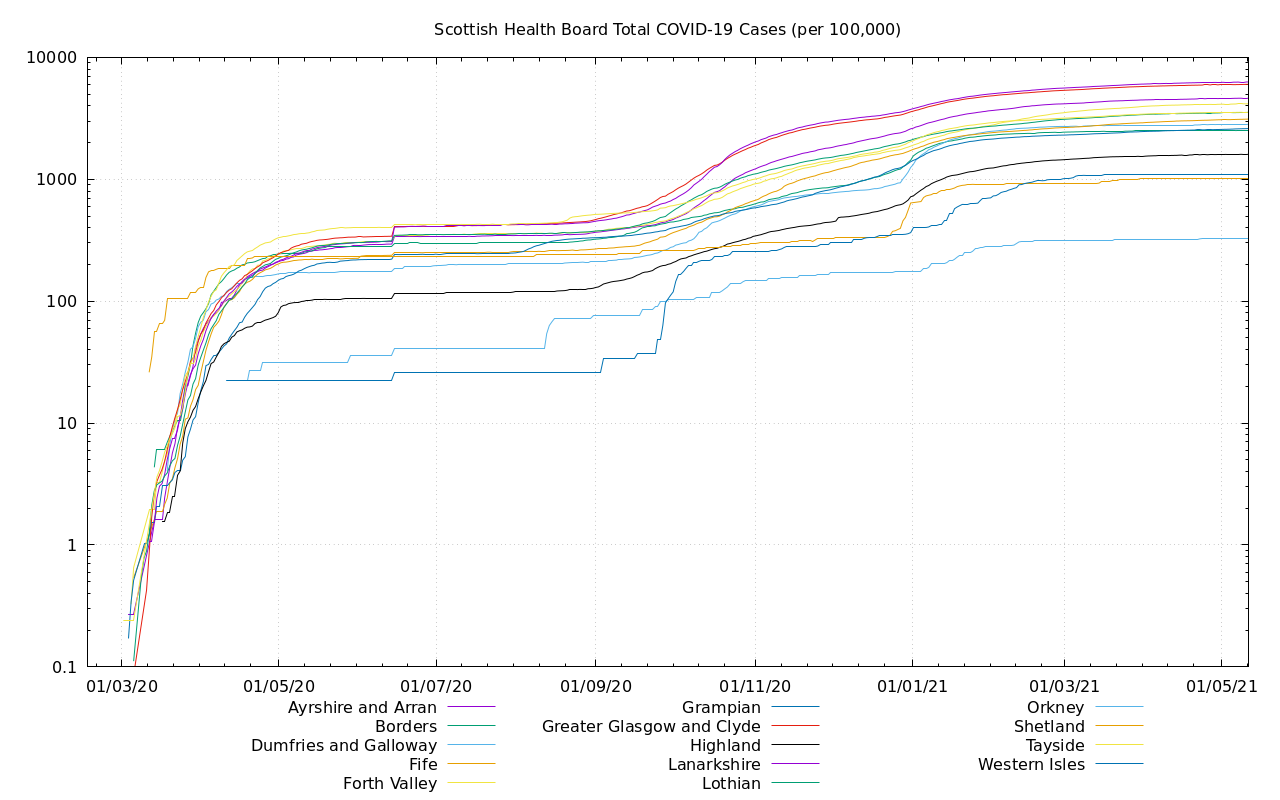 Scottish Health Board Total COVID-19 Cases (per 100,000)
10000
1000
100
10
1
0.1
01/03/20 01/05/20 01/07/20 01/09/20 01/11/20 01/01/21 01/03/21 01/05/21
Ayrshire and Arran Grampian Orkney
Borders Greater Glasgow and Clyde Shetland
Dumfries and Galloway Highland Tayside
Fife Lanarkshire Western Isles
Forth Valley Lothian